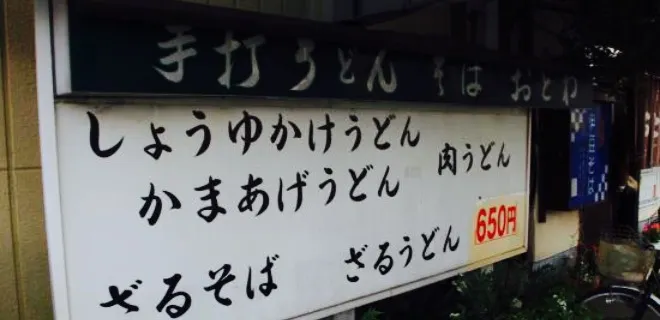 手打うどん そば おとわ
しょうゆかけうどん
肉うどん
かまあげうどん
650円
ざるうどん
ざるそば